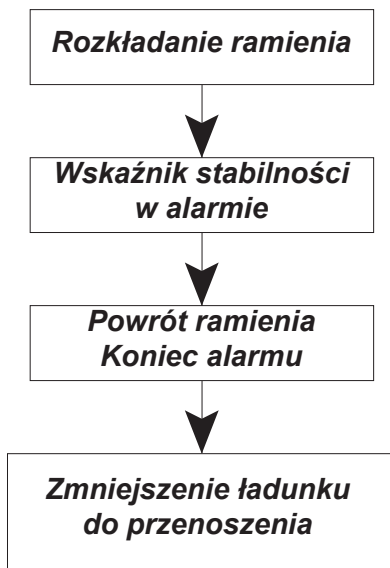 Rozkładanie ramienia
Wskaźnik stabilności
w alarmie
Powrót ramienia
Koniec alarmu
Zmniejszenie ładunku
do przenoszenia